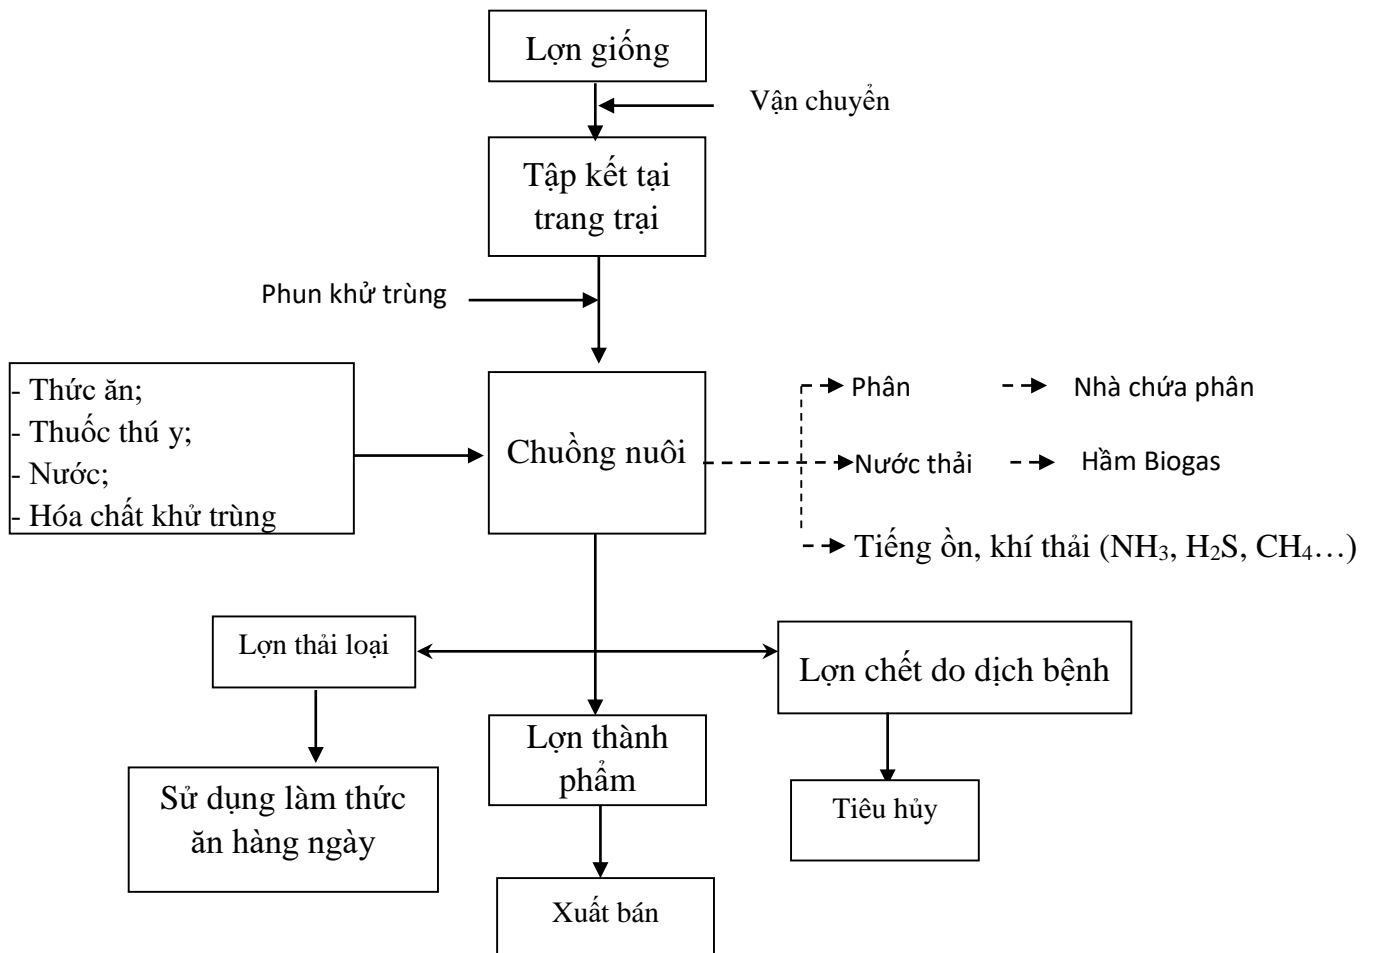 Lợn giống
Vận chuyển
Tập kết tại
trang trại
Phun khử trùng
- Thức ăn;
- Thuốc thú y;
- Nước;
- Hóa chất khử trùng
Chuồng nuôi
Phân
Nhà chứa phân
Nước thải
Hầm Biogas
Tiếng ồn, khí thải (NH₃, H₂S, CH₄…)
Lợn thải loại
Lợn chết do dịch bệnh
Lợn thành
phẩm
Sử dụng làm thức
ăn hàng ngày
Tiêu hủy
Xuất bán